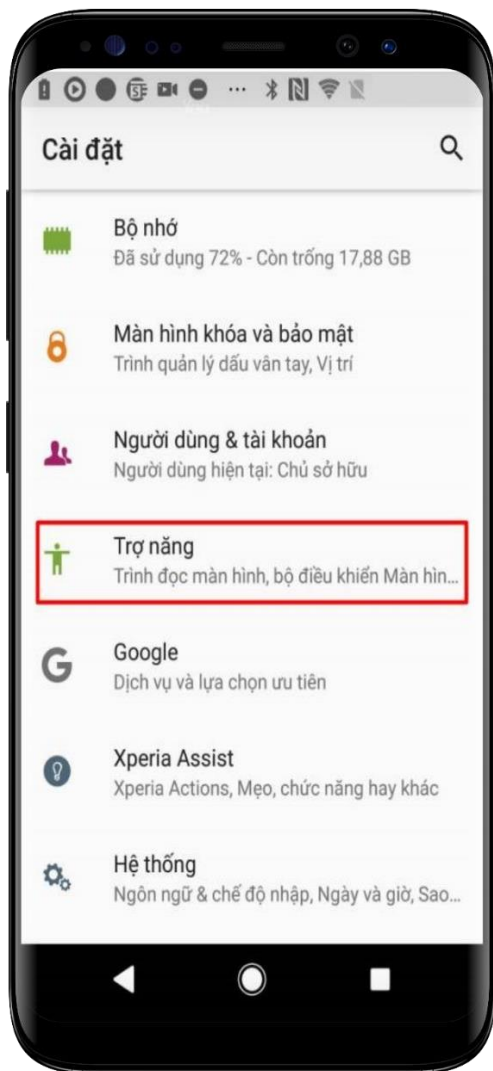 Cài đặt
Bộ nhớ
Đã sử dụng 72% - Còn trống 17,88 GB
Màn hình khóa và bảo mật
Trình quản lý dấu vân tay, Vị trí
Người dùng & tài khoản
Người dùng hiện tại: Chủ sở hữu
Trợ năng
Trình đọc màn hình, bộ điều khiển Màn hìn...
Google
Dịch vụ và lựa chọn ưu tiên
Xperia Assist
Xperia Actions, Mẹo, chức năng hay khác
Hệ thống
Ngôn ngữ & chế độ nhập, Ngày và giờ, Sao...